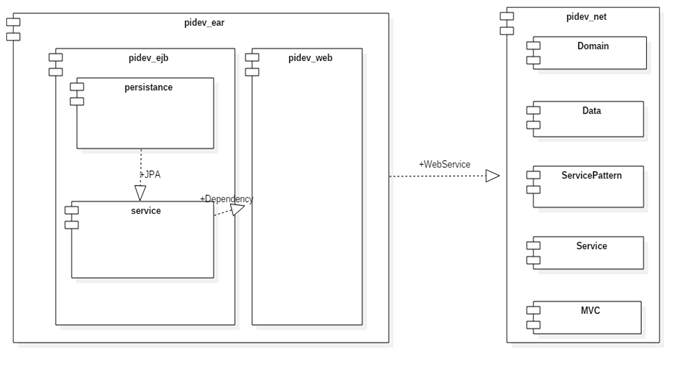 pidev_ear
pidev_net
pidev_ejb
pidev_web
persistance
+JPA
service
+Dependency
+WebService
Domain
Data
ServicePattern
Service
MVC